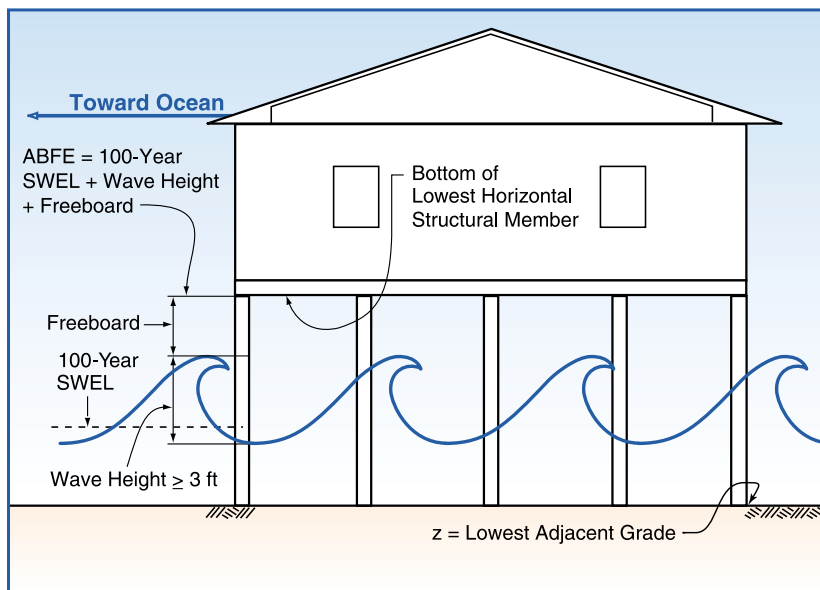 Toward Ocean
ABFE = 100-Year
SWEL + Wave Height
+ Freeboard
Bottom of
Lowest Horizontal
Structural Member
Freeboard
100-Year
SWEL
Wave Height ≥ 3 ft
z = Lowest Adjacent Grade